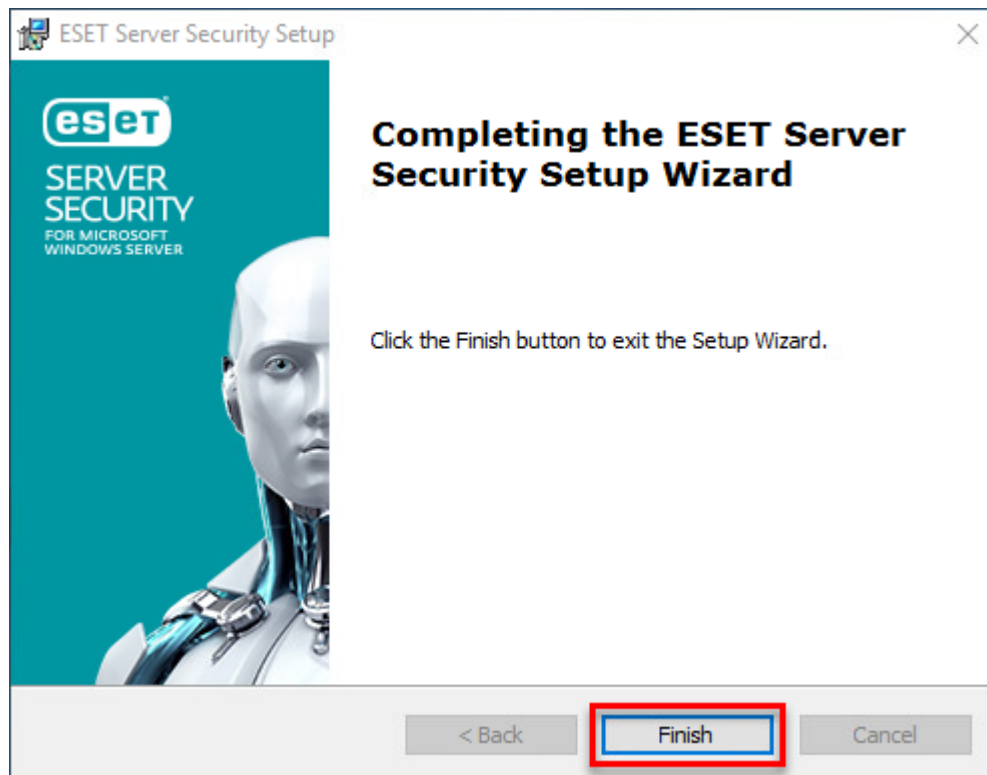 ESET Server Security Setup
eseT
SERVER
SECURITY
FOR MICROSOFT
WINDOWS SERVER
Completing the ESET Server
Security Setup Wizard
Click the Finish button to exit the Setup Wizard.
< Back
Finish
Cancel